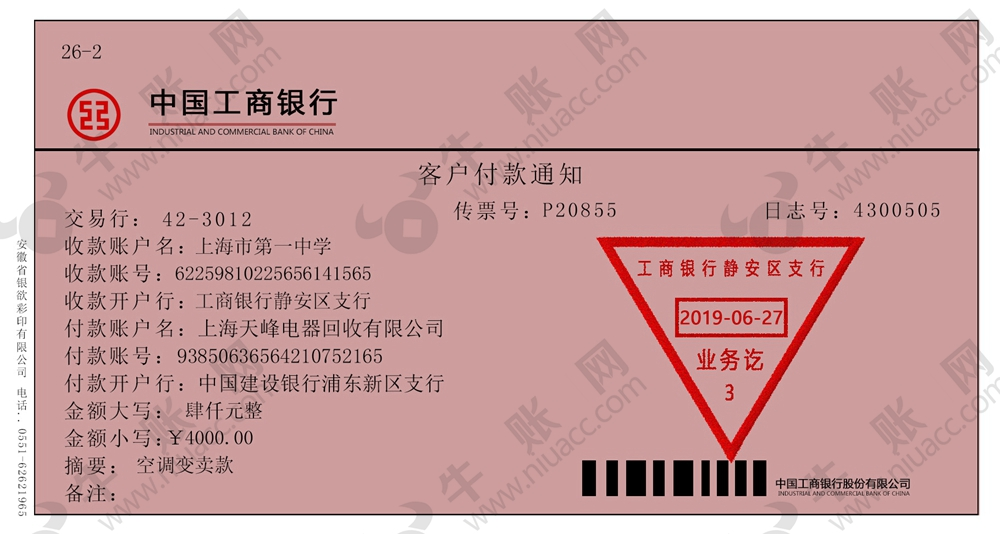 26-2
中国工商银行
INDUSTRIAL AND COMMERCIAL BANK OF CHINA
客户付款通知
传票号：P20855
日志号：4300505
交易行： 42-3012
收款账户名：上海市第一中学
收款账号：62259810225656141565
收款开户行：工商银行静安区支行
付款账户名：上海天峰电器回收有限公司
付款账号：93850636564210752165
付款开户行：中国建设银行浦东新区支行
金额大写： 肆仟元整
金额小写：￥4000.00
摘要： 空调变卖款
备注：
工商银行静安区支行
2019-06-27
业务讫
3
中国工商银行股份有限公司
INDUSTRIAL AND COMMERCIAL BANK OF CHINA
安徽省银欲彩印有限公司 电话.. 0551-62621965
牛账网
www.niuacc.com